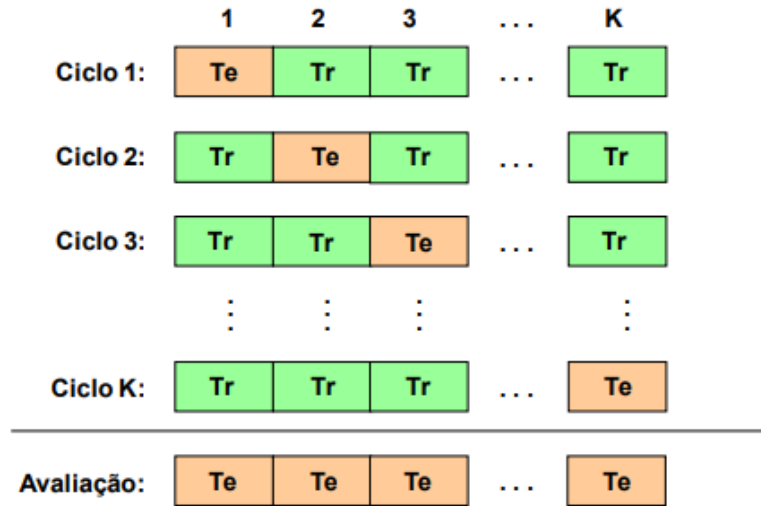 1 2 3 . . . K
Ciclo 1: Te Tr Tr . . . Tr
Ciclo 2: Tr Te Tr . . . Tr
Ciclo 3: Tr Tr Te . . . Tr
Ciclo K: Tr Tr Tr . . . Te
Avaliação: Te Te Te . . . Te